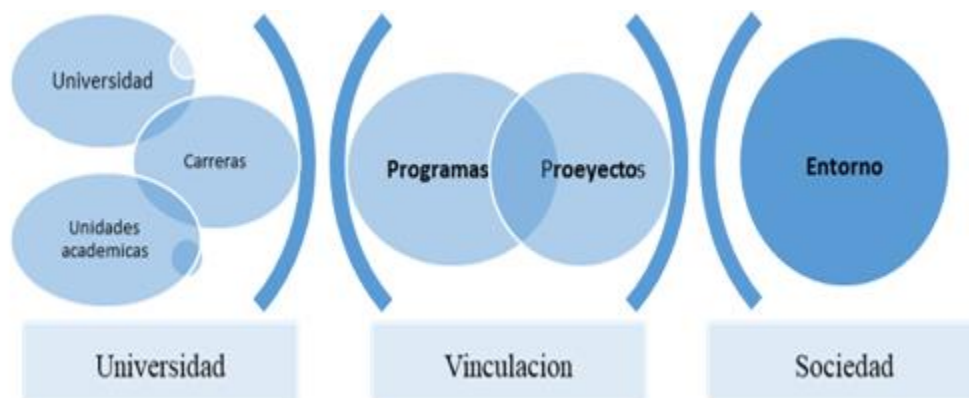 Universidad
Carreras
Unidades
academicas
Programas
Proeyectos
Entorno
Universidad
Vinculacion
Sociedad